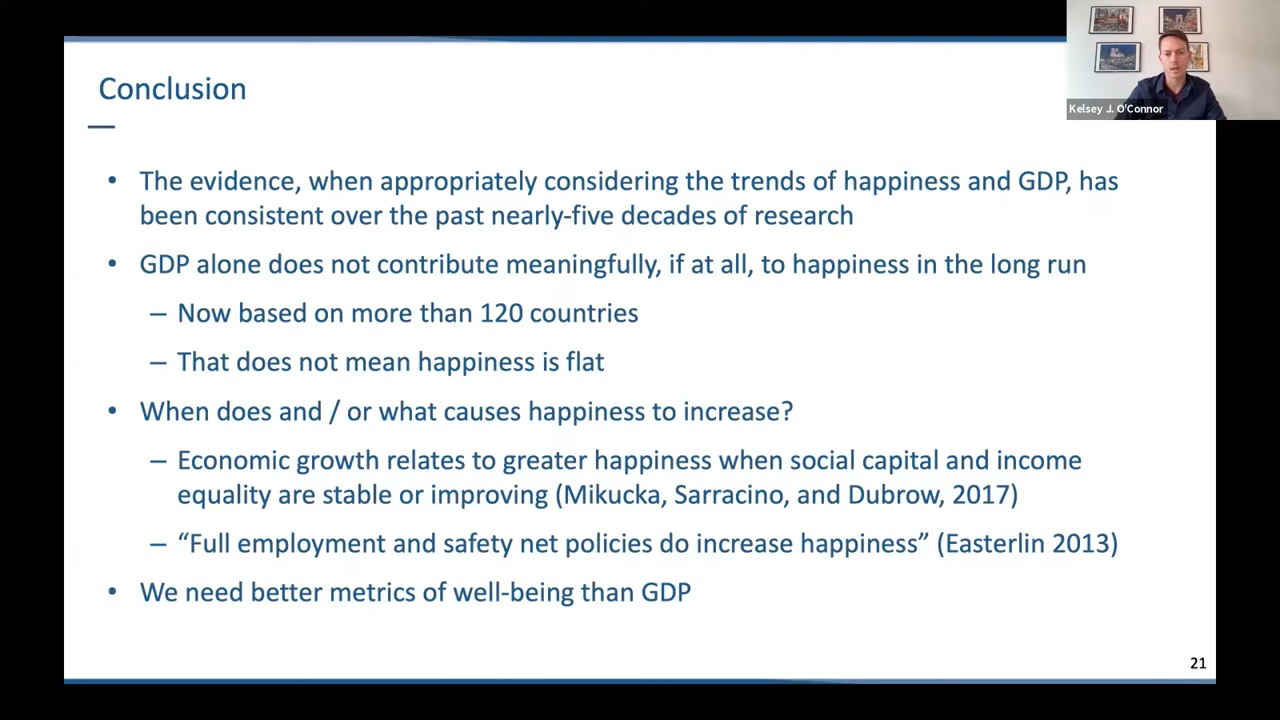 Conclusion
Kelsey J. O'Connor
• The evidence, when appropriately considering the trends of happiness and GDP, has
been consistent over the past nearly-five decades of research
• GDP alone does not contribute meaningfully, if at all, to happiness in the long run
– Now based on more than 120 countries
– That does not mean happiness is flat
• When does and / or what causes happiness to increase?
– Economic growth relates to greater happiness when social capital and income
equality are stable or improving (Mikucka, Sarracino, and Dubrow, 2017)
– “Full employment and safety net policies do increase happiness” (Easterlin 2013)
• We need better metrics of well-being than GDP
21